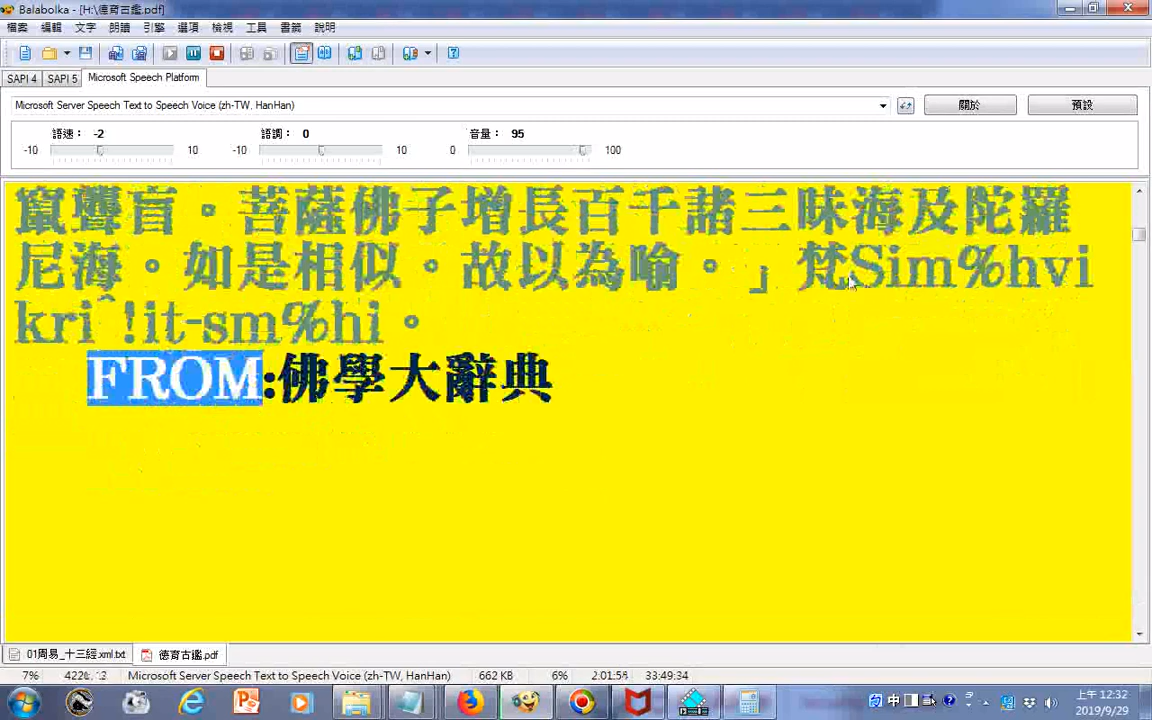 Balabolka - [H:\德育古鑑.pdf]
檔案 編輯 文字 朗讀 引擎 選項 檢視 工具 書籤 說明
SAPI 4 SAPI 5 Microsoft Speech Platform
Microsoft Server Speech Text to Speech Voice (zh-TW, HanHan) 關於 預設
語速： -2 語調： 0 音量： 95
-10 10 -10 10 0 100
竄聾盲。菩薩佛子增長百千諸三昧海及陀羅
尼海。如是相似。故以為喻。」梵Sim%hvi
kri^!it-sm%hi。
FROM:佛學大辭典
01周易_十三經.xml.txt 德育古鑑.pdf
7% Microsoft Server Speech Text to Speech Voice (zh-TW, HanHan) 662 KB 6% 2:01:58 33:49:34
中 上午 12:32
2019/9/29